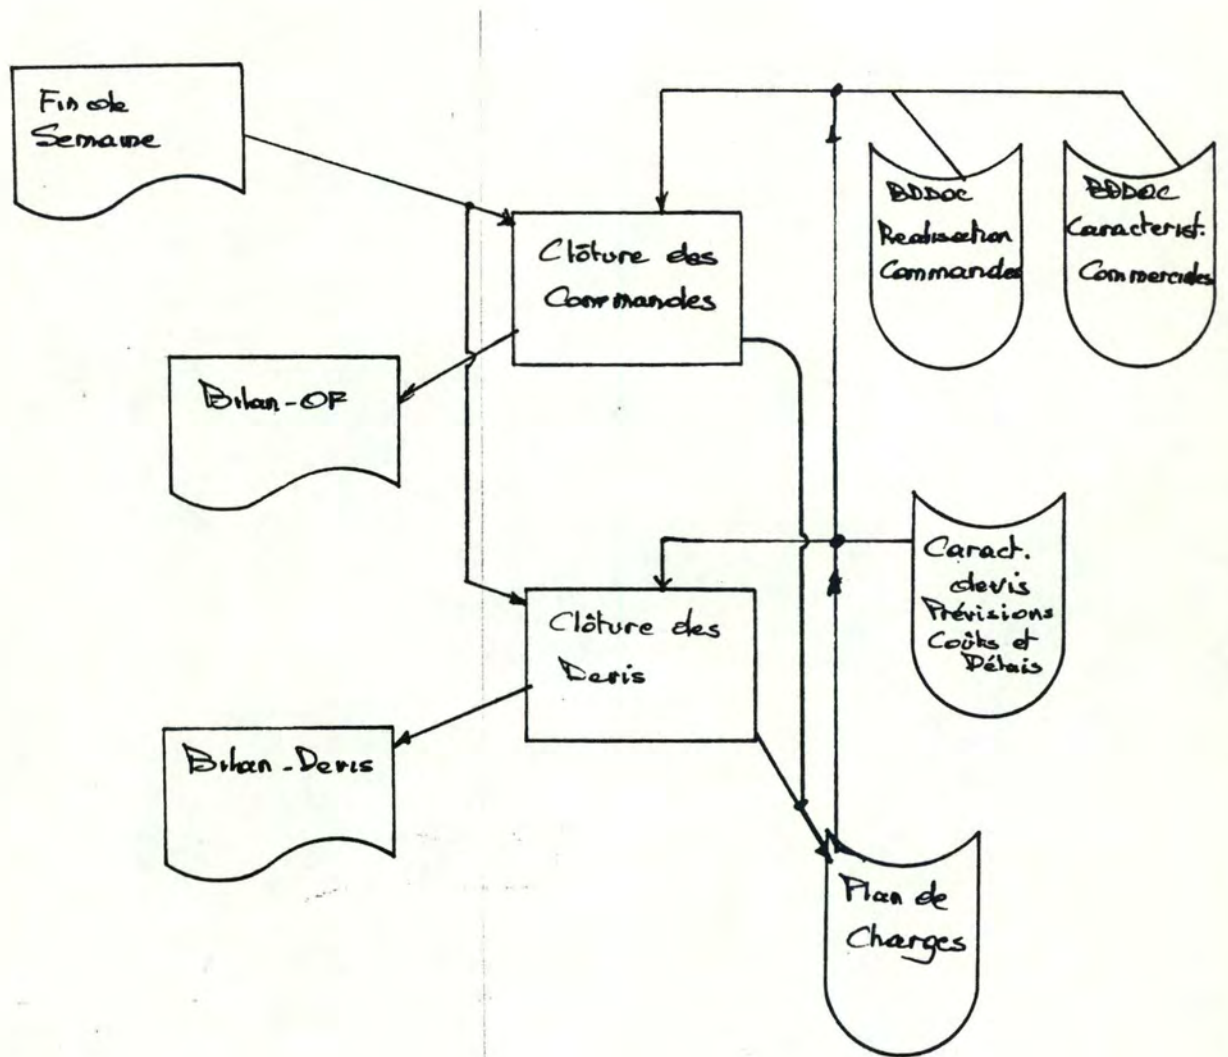 Fin de
Semaine
Clôture des
Commandes
BDDOC
Realisation
Commandes
BDDOC
Caracterist.
Commerciales
Bilan-OF
Caract.
devis
Prévisions
Coûts et
Délais
Clôture des
Devis
Bilan-Devis
Plan de
Charges